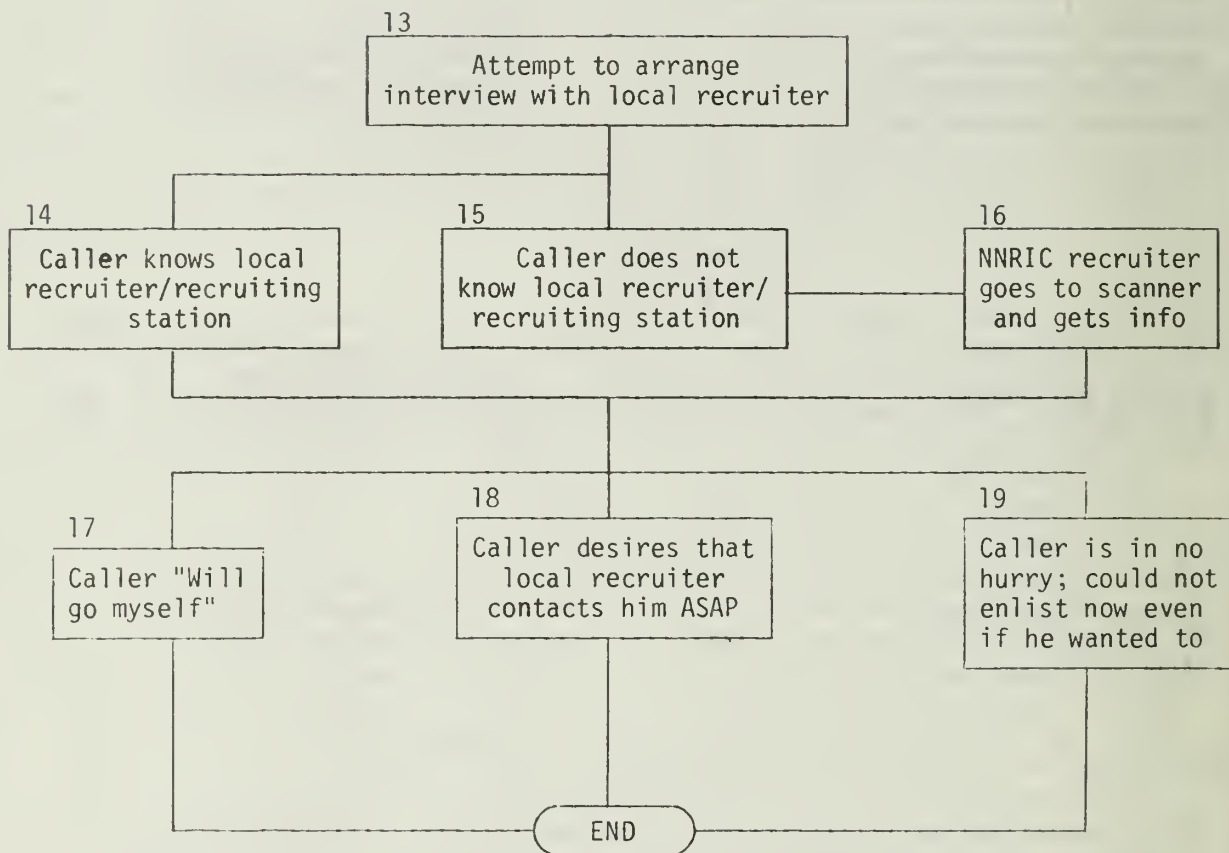 13
Attempt to arrange
interview with local recruiter
14
Caller knows local
recruiter/recruiting
station
15
Caller does not
know local recruiter/
recruiting station
16
NNRIC recruiter
goes to scanner
and gets info
17
Caller "Will
go myself"
18
Caller desires that
local recruiter
contacts him ASAP
19
Caller is in no
hurry; could not
enlist now even
if he wanted to
END